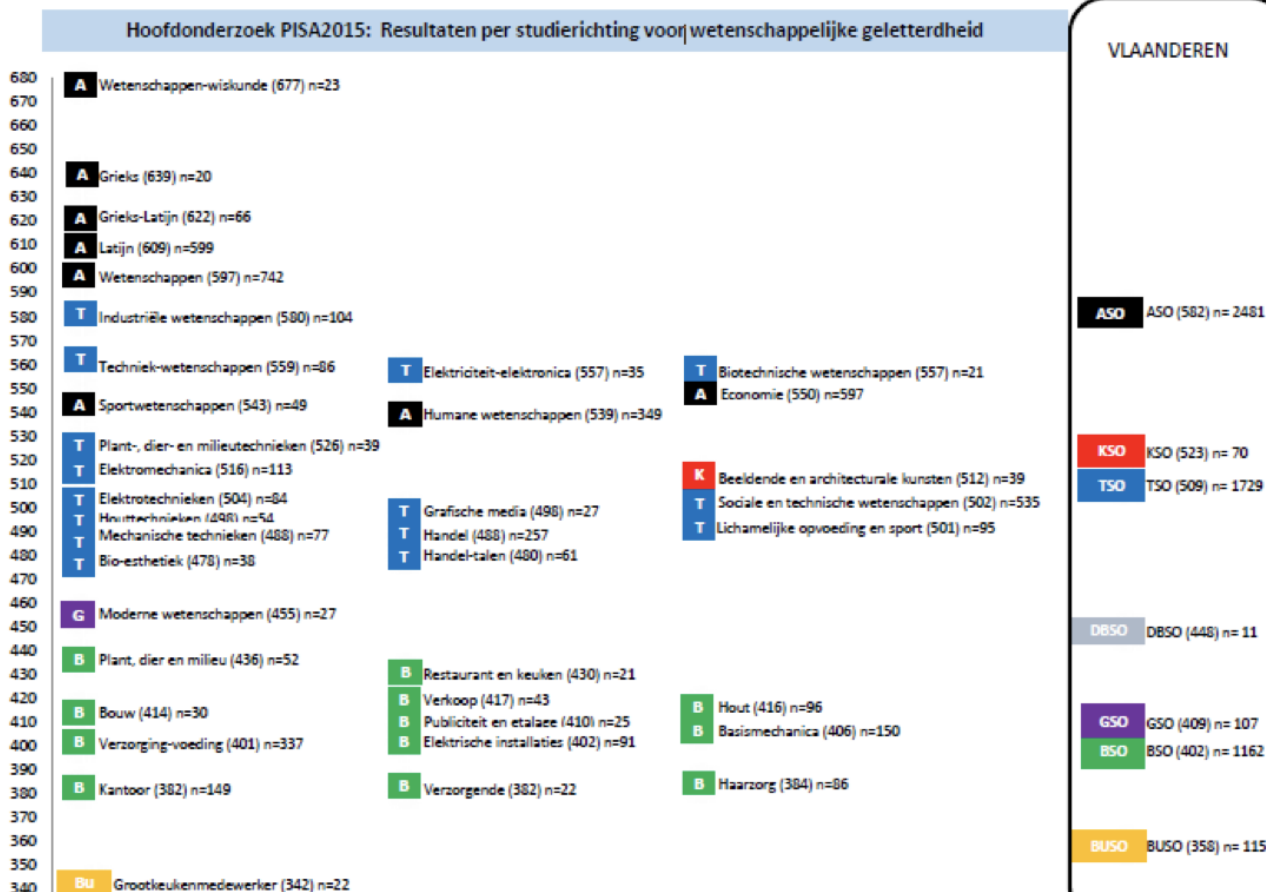 Hoofdonderzoek PISA2015: Resultaten per studierichting voor wetenschappelijke geletterdheid
VLAANDEREN
680
A Wetenschappen-wiskunde (677) n=23
670
660
650
640
A Grieks (639) n=20
630
620
A Grieks-Latijn (622) n=66
610
A Latijn (609) n=599
600
A Wetenschappen (597) n=742
590
580
T Industriële wetenschappen (580) n=104
ASO ASO (582) n= 2481
570
560
T Techniek-wetenschappen (559) n=86
T Elektriciteit-elektronica (557) n=35
T Biotechnische wetenschappen (557) n=21
550
A Economie (550) n=597
540
A Sportwetenschappen (543) n=49
A Humane wetenschappen (539) n=349
530
T Plant-, dier- en milieutechnieken (526) n=39
KSO KSO (523) n= 70
520
T Elektromechanica (516) n=113
K Beeldende en architecturale kunsten (512) n=39
TSO TSO (509) n= 1729
510
T Elektrotechnieken (504) n=84
T Sociale en technische wetenschappen (502) n=535
500
T Houttechnieken (498) n=54
T Grafische media (498) n=27
T Lichamelijke opvoeding en sport (501) n=95
490
T Mechanische technieken (488) n=77
T Handel (488) n=257
480
T Bio-esthetiek (478) n=38
T Handel-talen (480) n=61
470
460
G Moderne wetenschappen (455) n=27
450
DBSO DBSO (448) n= 11
440
B Plant, dier en milieu (436) n=52
430
B Restaurant en keuken (430) n=21
420
B Verkoop (417) n=43
B Hout (416) n=96
410
B Bouw (414) n=30
B Publiciteit en etalage (410) n=25
B Basismechanica (406) n=150
GSO GSO (409) n= 107
400
B Verzorging-voeding (401) n=337
B Elektrische installaties (402) n=91
BSO BSO (402) n= 1162
390
380
B Kantoor (382) n=149
B Verzorgende (382) n=22
B Haarzorg (384) n=86
370
360
BUSO BUSO (358) n= 115
350
340
Bu Grootkeukenmedewerker (342) n=22